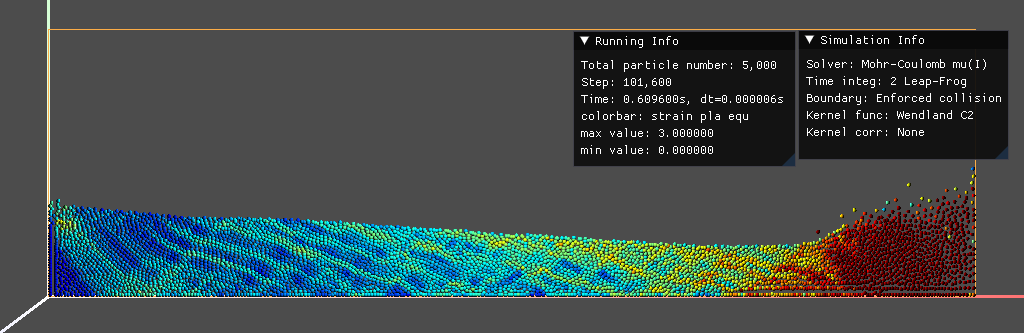 Running Info
Total particle number: 5,000
Step: 101,600
Time: 0.609600s, dt=0.000006s
colorbar: strain pla equ
max value: 3.000000
min value: 0.000000
Simulation Info
Solver: Mohr-Coulomb mu(I)
Time integ: 2 Leap-Frog
Boundary: Enforced collision
Kernel func: Wendland C2
Kernel corr: None